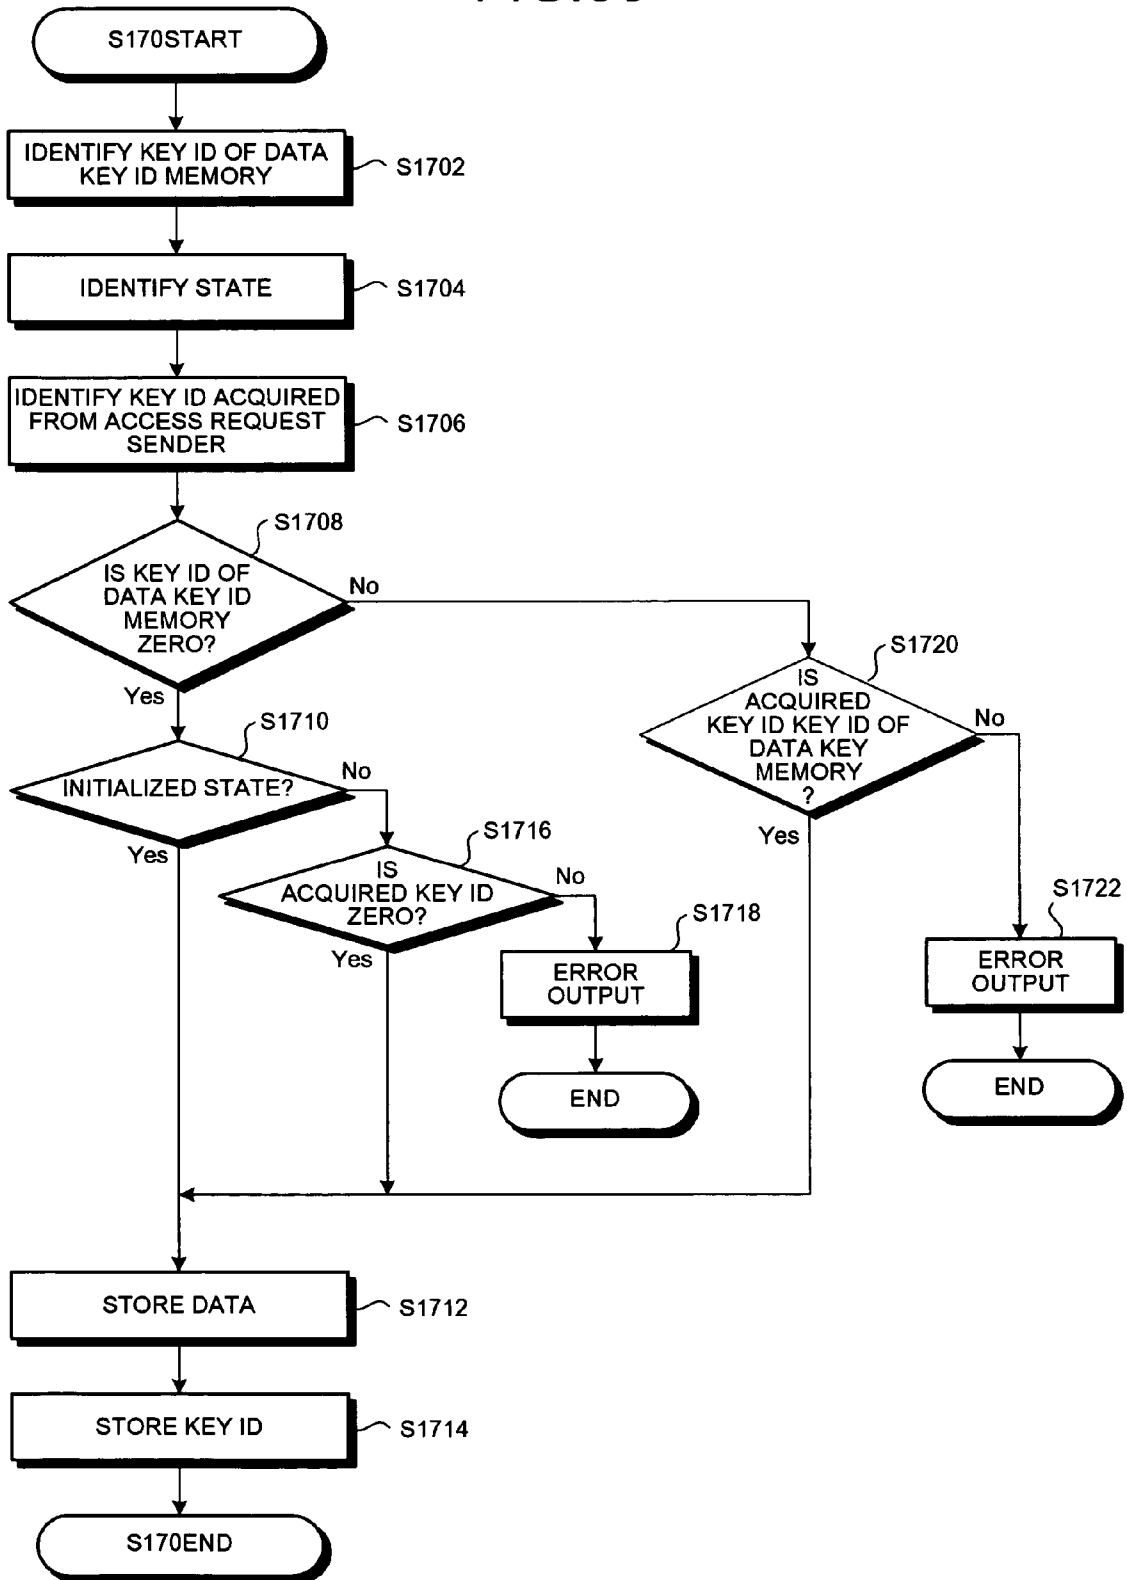 S170START
IDENTIFY KEY ID OF DATA
KEY ID MEMORY
S1702
IDENTIFY STATE
S1704
IDENTIFY KEY ID ACQUIRED
FROM ACCESS REQUEST
SENDER
S1706
S1708
IS KEY ID OF
DATA KEY ID
MEMORY
ZERO?
No
Yes
S1720
IS
ACQUIRED
KEY ID KEY ID OF
DATA KEY
MEMORY
?
No
Yes
S1710
INITIALIZED STATE?
No
Yes
S1716
IS
ACQUIRED KEY ID
ZERO?
No
Yes
S1718
ERROR
OUTPUT
END
S1722
ERROR
OUTPUT
END
STORE DATA
S1712
STORE KEY ID
S1714
S170END